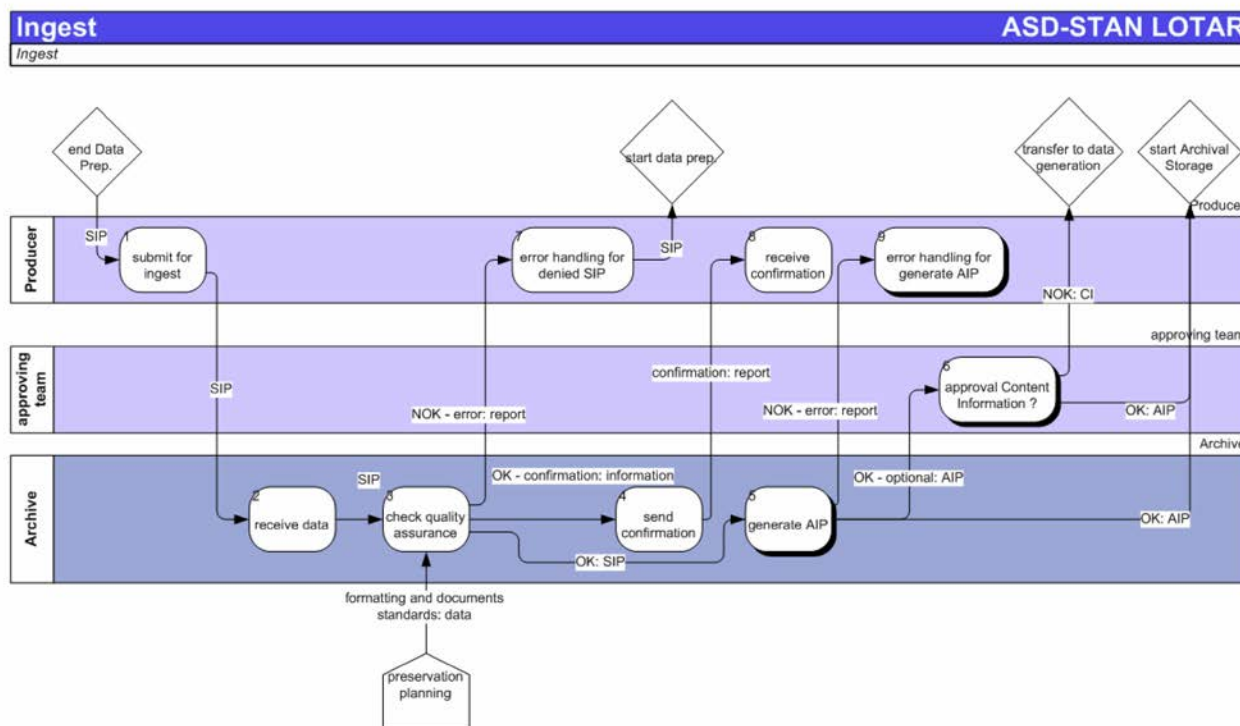 Ingest
ASD-STAN LOTAR
Ingest
end Data
Prep.
start data prep.
transfer to data
generation
start Archival
Storage
Produce
Producer
SIP
1
submit for
ingest
7
error handling for
denied SIP
SIP
8
receive
confirmation
9
error handling for
generate AIP
NOK: CI
approving team
approving
team
SIP
NOK - error: report
confirmation: report
NOK - error: report
6
approval Content
Information ?
OK: AIP
Archive
Archive
SIP
OK - confirmation: information
OK - optional: AIP
2
receive data
3
check quality
assurance
4
send
confirmation
5
generate AIP
OK: AIP
OK: SIP
formatting and documents
standards: data
preservation
planning